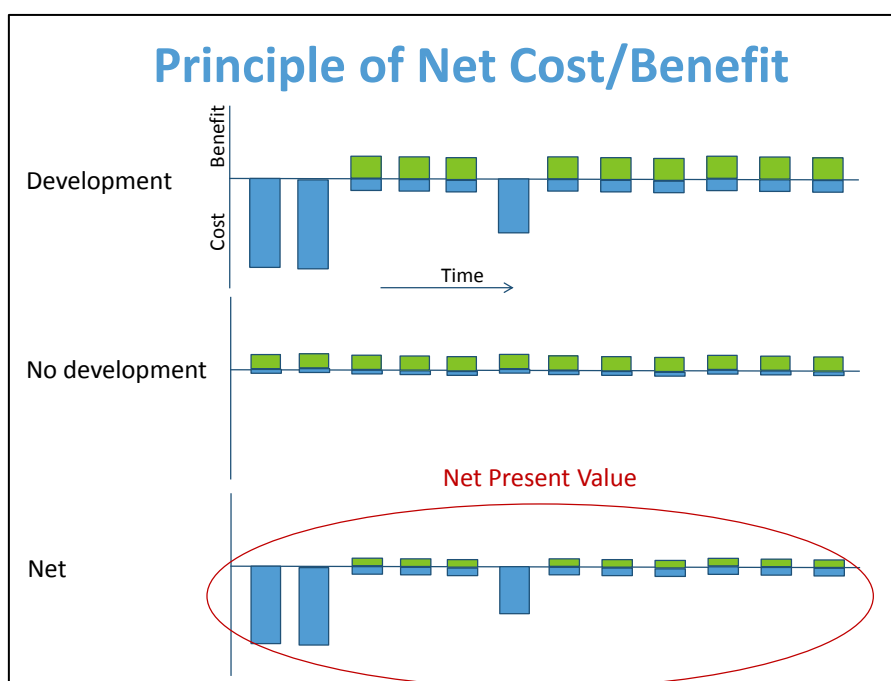 Principle of Net Cost/Benefit
Benefit
Development
Cost
Time
No development
Net Present Value
Net